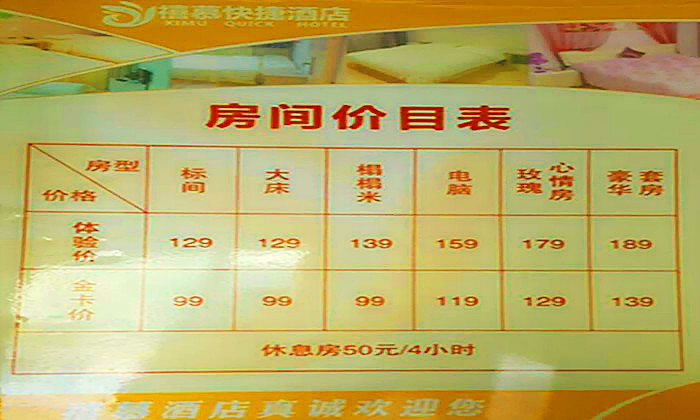 禧慕快捷酒店
XIMU QUICK HOTEL
房间价目表
房型 价格 标间 大床 榻榻米 电脑 玫瑰心情房 豪华套房
体验价 129 129 139 159 179 189
金卡价 99 99 99 119 129 139
休息房50元/4小时
禧慕酒店真诚欢迎您